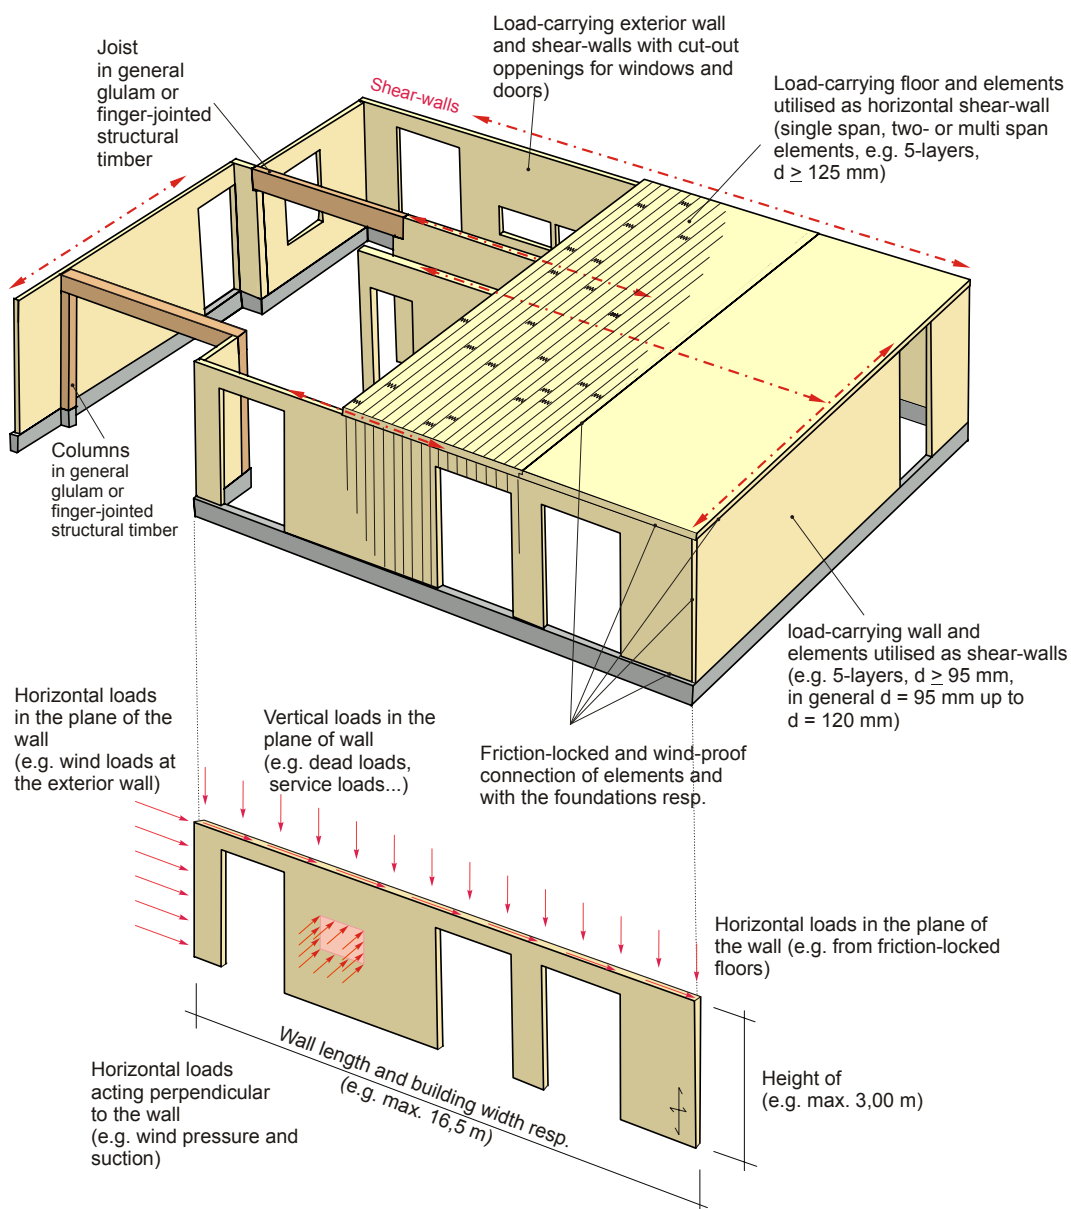 Joist
in general
glulam or
finger-jointed
structural
timber
Load-carrying exterior wall
and shear-walls with cut-out
oppenings for windows and
doors)
Shear-walls
Load-carrying floor and elements
utilised as horizontal shear-wall
(single span, two- or multi span
elements, e.g. 5-layers,
d ≥ 125 mm)
Columns
in general
glulam or
finger-jointed
structural timber
load-carrying wall and
elements utilised as shear-walls
(e.g. 5-layers, d ≥ 95 mm,
in general d = 95 mm up to
d = 120 mm)
Friction-locked and wind-proof
connection of elements and
with the foundations resp.
Horizontal loads
in the plane of the
wall
(e.g. wind loads at
the exterior wall)
Vertical loads in the
plane of wall
(e.g. dead loads,
service loads...)
Horizontal loads in the plane of
the wall (e.g. from friction-locked
floors)
Wall length and building width resp.
(e.g. max. 16,5 m)
Height of
(e.g. max. 3,00 m)
Horizontal loads
acting perpendicular
to the wall
(e.g. wind pressure and
suction)